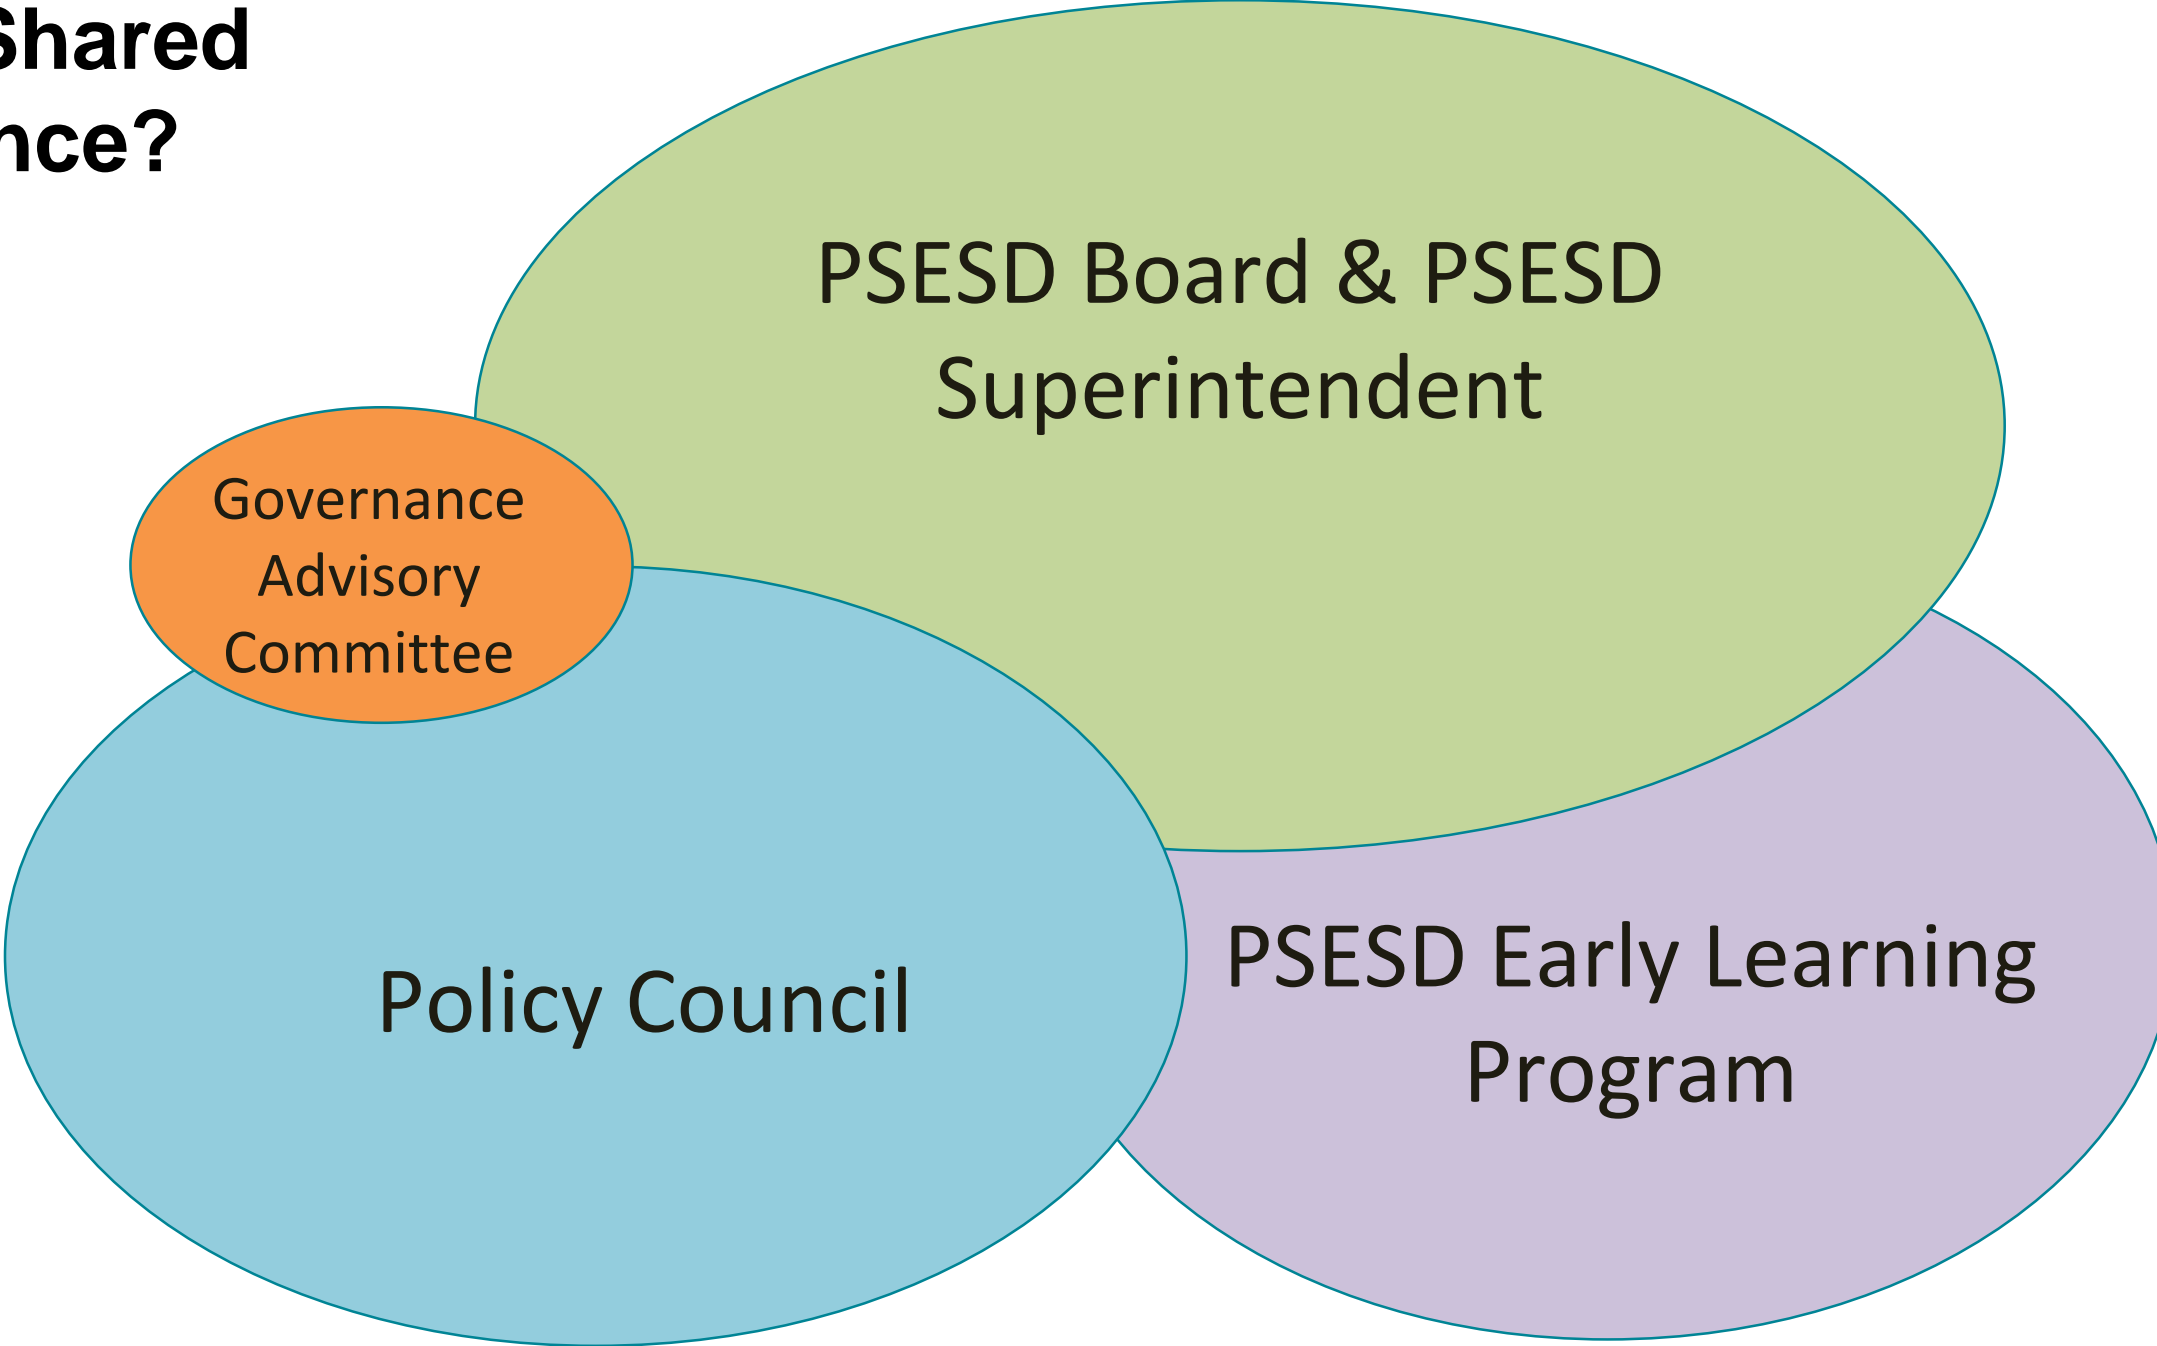 Shared
nce?
PSESD Board & PSESD
Superintendent
Governance
Advisory
Committee
Policy Council
PSESD Early Learning
Program